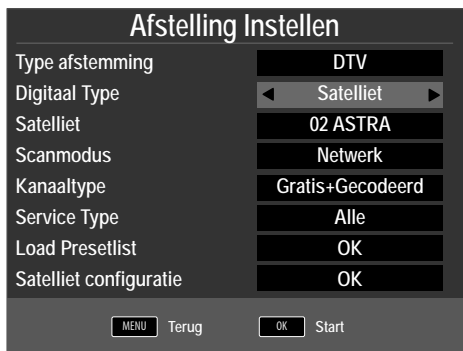 Afstelling Instellen
Type afstemming DTV
Digitaal Type Satelliet
Satelliet 02 ASTRA
Scanmodus Netwerk
Kanaaltype Gratis+Gecodeerd
Service Type Alle
Load Presetlist OK
Satelliet configuratie OK
MENU Terug OK Start